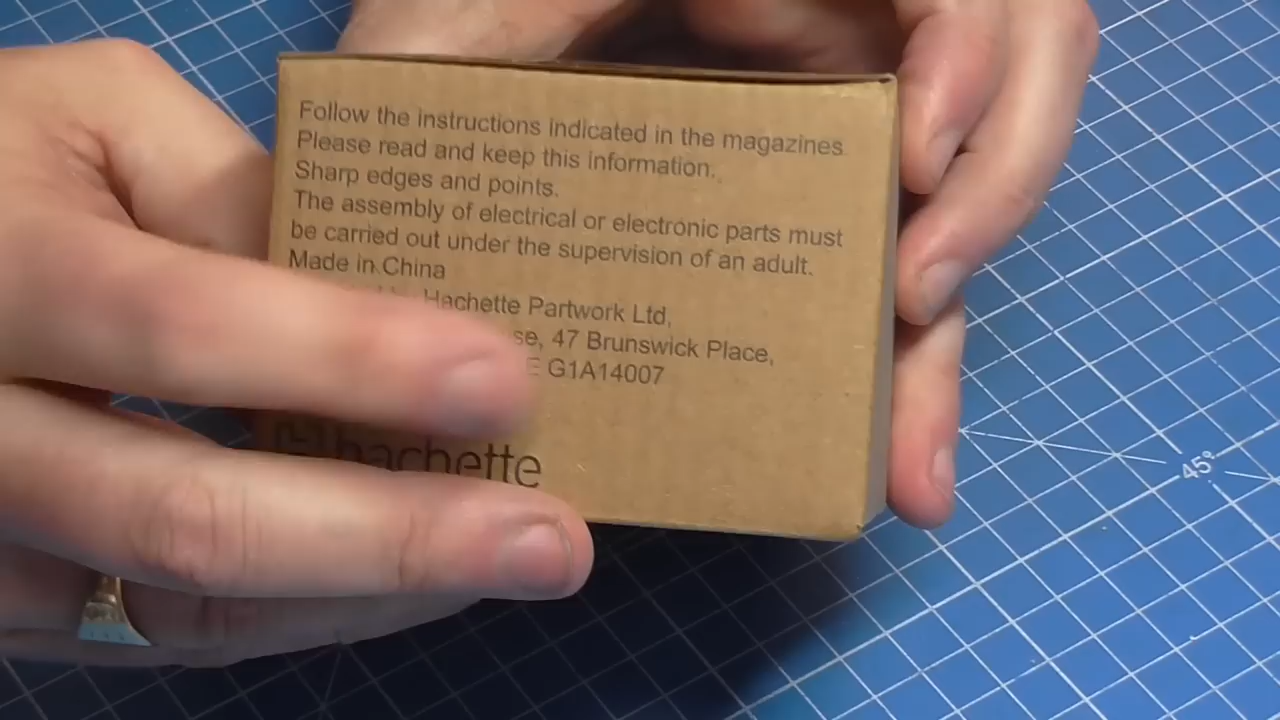 Follow the instructions indicated in the magazines.
Please read and keep this information.
Sharp edges and points.
The assembly of electrical or electronic parts must
be carried out under the supervision of an adult.
Made in China
Hachette Partwork Ltd,
47 Brunswick Place,
G1A14007
hachette
45°